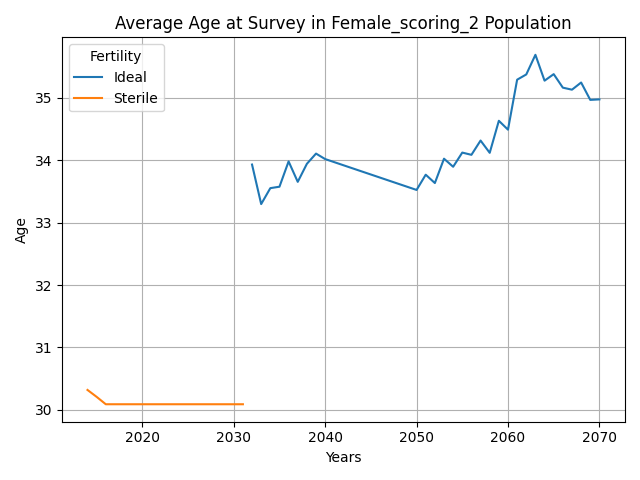 Average Age at Survey in Female_scoring_2 Population
Fertility
Ideal
Sterile
35
34
33
32
31
30
Age
2020 2030 2040 2050 2060 2070
Years